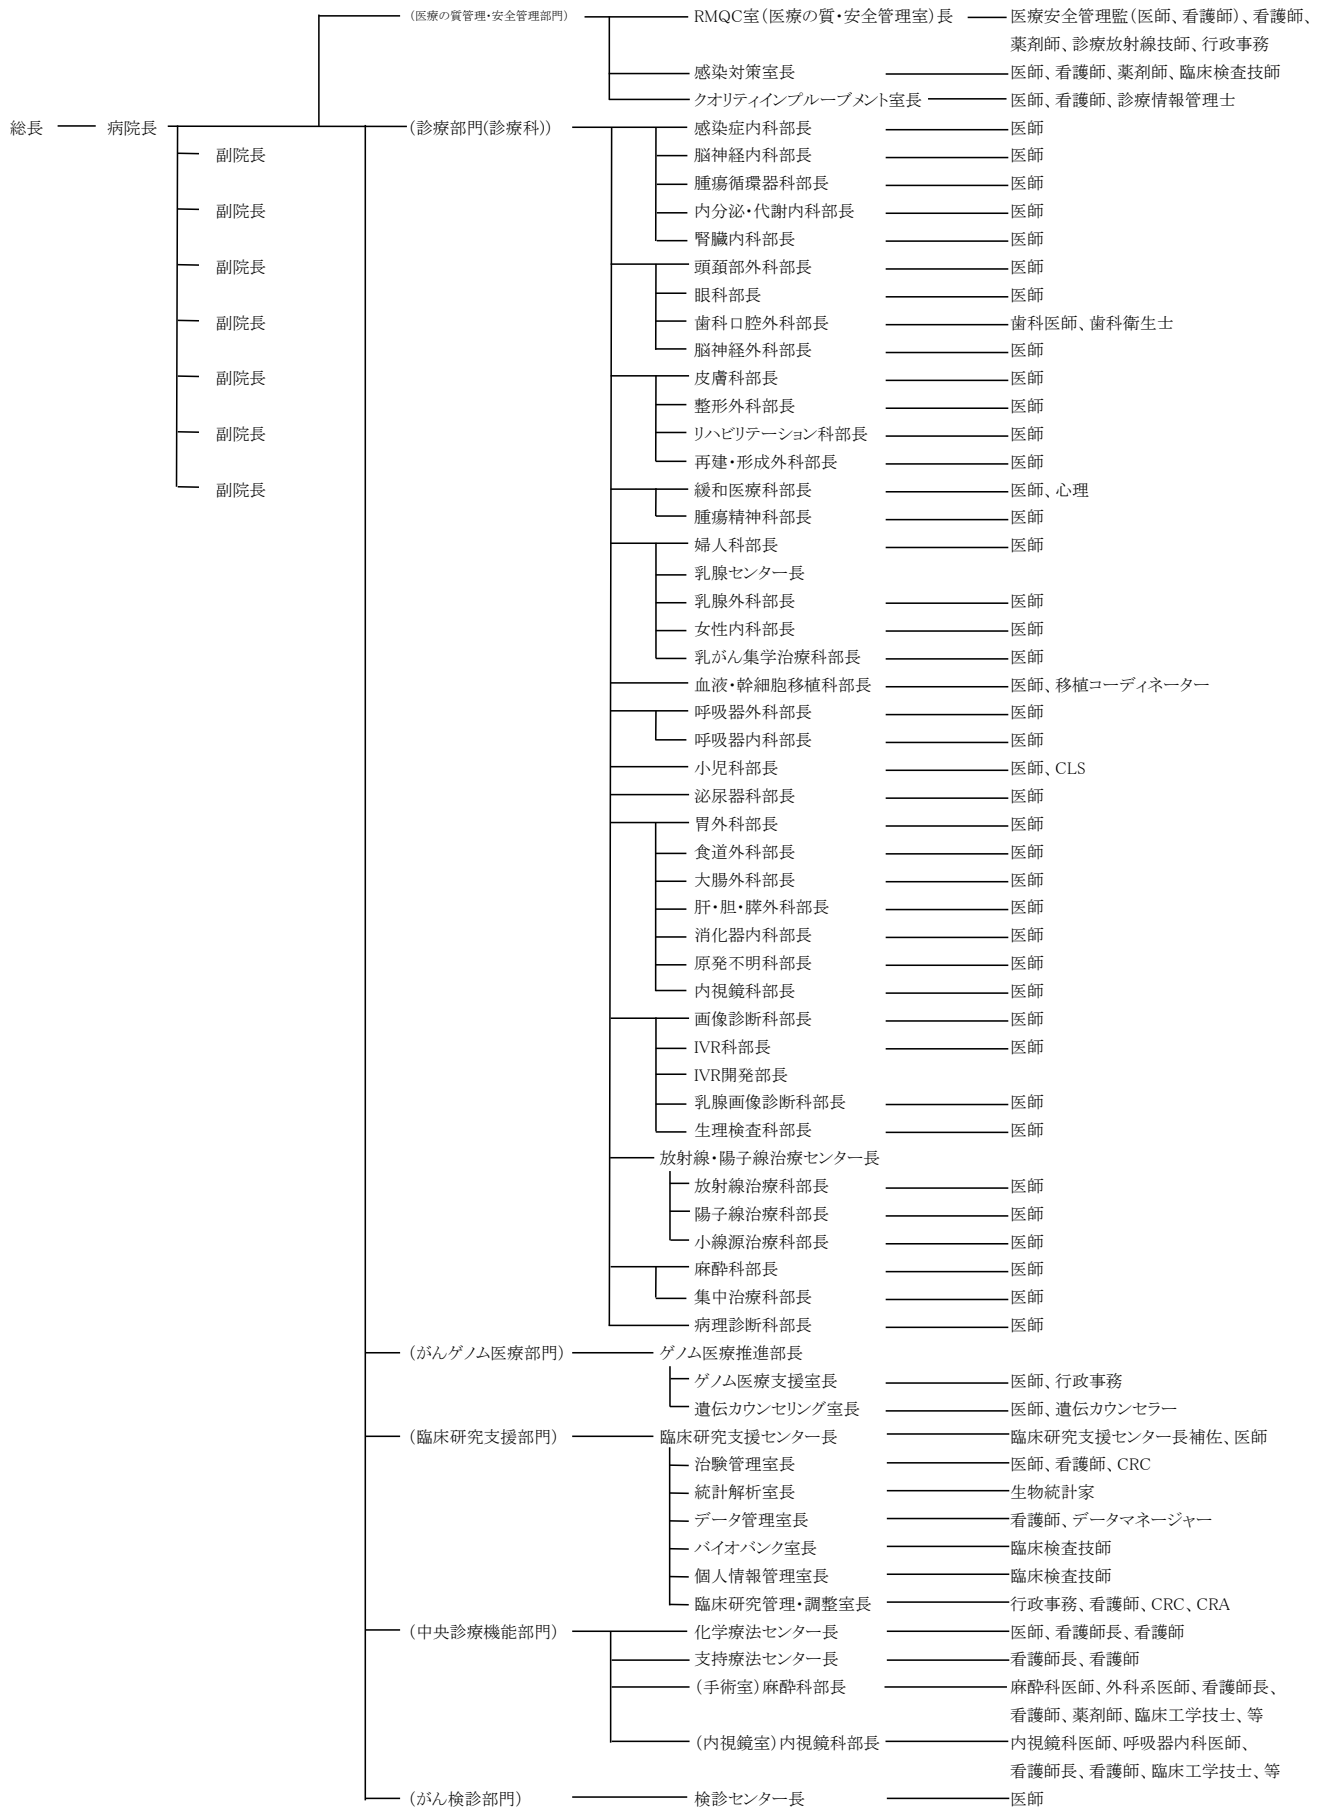 (医療の質管理・安全管理部門) RMQC室(医療の質・安全管理室)長 医療安全管理監(医師、看護師)、看護師、
薬剤師、診療放射線技師、行政事務
感染対策室長 医師、看護師、薬剤師、臨床検査技師
クオリティインプルーブメント室長 医師、看護師、診療情報管理士
総長 病院長 (診療部門(診療科)) 感染症内科部長 医師
副院長 脳神経内科部長 医師
腫瘍循環器科部長 医師
副院長 内分泌・代謝内科部長 医師
腎臓内科部長 医師
副院長 頭頚部外科部長 医師
眼科部長 医師
副院長 歯科口腔外科部長 歯科医師、歯科衛生士
脳神経外科部長 医師
副院長 皮膚科部長 医師
整形外科部長 医師
副院長 リハビリテーション科部長 医師
再建・形成外科部長 医師
副院長 緩和医療科部長 医師、心理
腫瘍精神科部長 医師
婦人科部長 医師
乳腺センター長
乳腺外科部長 医師
女性内科部長 医師
乳がん集学治療科部長 医師
血液・幹細胞移植科部長 医師、移植コーディネーター
呼吸器外科部長 医師
呼吸器内科部長 医師
小児科部長 医師、CLS
泌尿器科部長 医師
胃外科部長 医師
食道外科部長 医師
大腸外科部長 医師
肝・胆・膵外科部長 医師
消化器内科部長 医師
原発不明科部長 医師
内視鏡科部長 医師
画像診断科部長 医師
IVR科部長 医師
IVR開発部長
乳腺画像診断科部長 医師
生理検査科部長 医師
放射線・陽子線治療センター長
放射線治療科部長 医師
陽子線治療科部長 医師
小線源治療科部長 医師
麻酔科部長 医師
集中治療科部長 医師
病理診断科部長 医師
(がんゲノム医療部門) ゲノム医療推進部長
ゲノム医療支援室長 医師、行政事務
遺伝カウンセリング室長 医師、遺伝カウンセラー
(臨床研究支援部門) 臨床研究支援センター長 臨床研究支援センター長補佐、医師
治験管理室長 医師、看護師、CRC
統計解析室長 生物統計家
データ管理室長 看護師、データマネージャー
バイオバンク室長 臨床検査技師
個人情報管理室長 臨床検査技師
臨床研究管理・調整室長 行政事務、看護師、CRC、CRA
(中央診療機能部門) 化学療法センター長 医師、看護師長、看護師
支持療法センター長 看護師長、看護師
(手術室)麻酔科部長 麻酔科医師、外科系医師、看護師長、
看護師、薬剤師、臨床工学技士、等
(内視鏡室)内視鏡科部長 内視鏡科医師、呼吸器内科医師、
看護師長、看護師、臨床工学技士、等
(がん検診部門) 検診センター長 医師